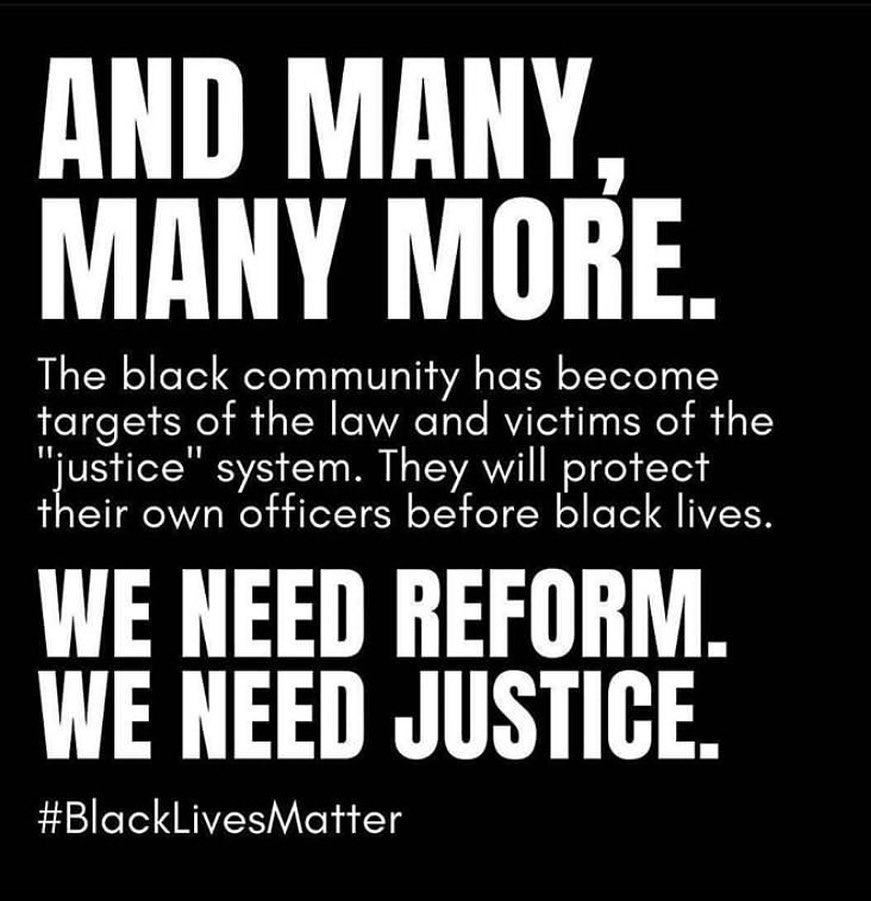 AND MANY,
MANY MORE.
The black community has become
targets of the law and victims of the
"justice" system. They will protect
their own officers before black lives.
WE NEED REFORM.
WE NEED JUSTICE.
#BlackLivesMatter